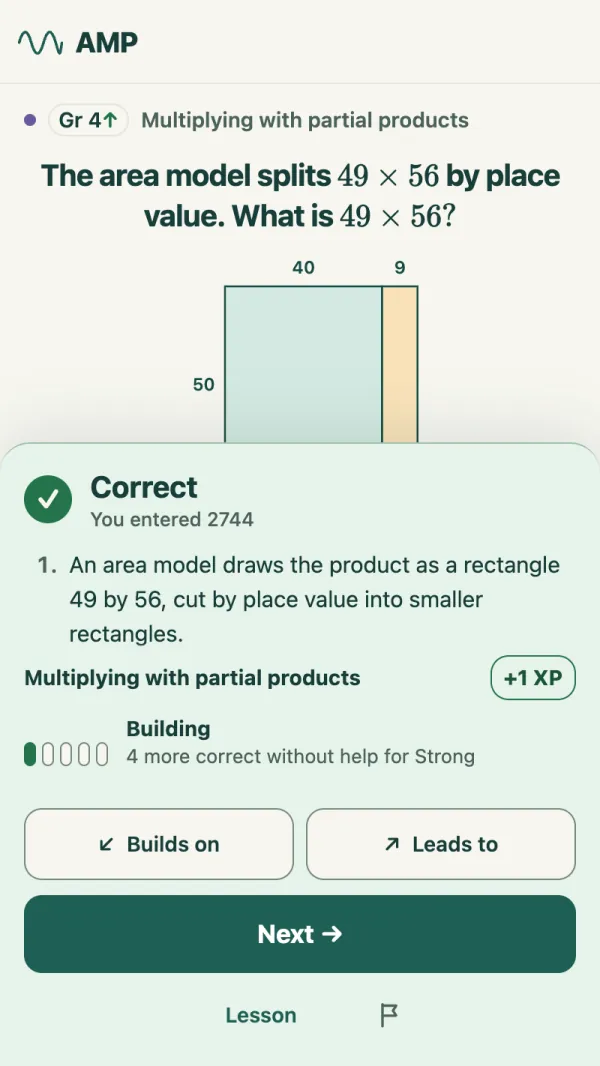 AMP
Gr 4↑ Multiplying with partial products
The area model splits 49 × 56 by place
value. What is 49 × 56?
40 9
50
Correct
You entered 2744
1. An area model draws the product as a rectangle
49 by 56, cut by place value into smaller
rectangles.
Multiplying with partial products +1 XP
Building
4 more correct without help for Strong
↙ Builds on ↗ Leads to
Next →
Lesson